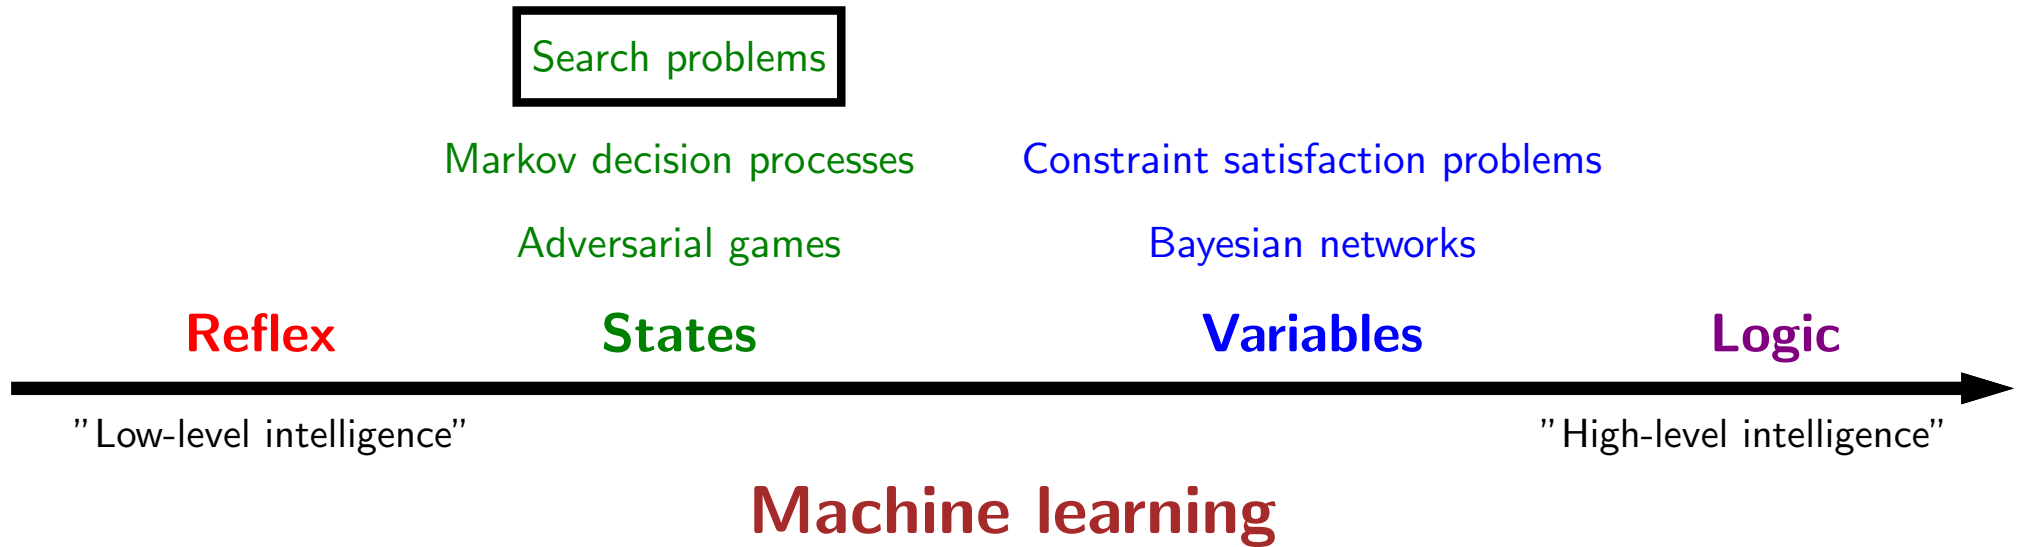 Search problems
Markov decision processes
Constraint satisfaction problems
Adversarial games
Bayesian networks
Reflex
States
Variables
Logic
"Low-level intelligence"
"High-level intelligence"
Machine learning